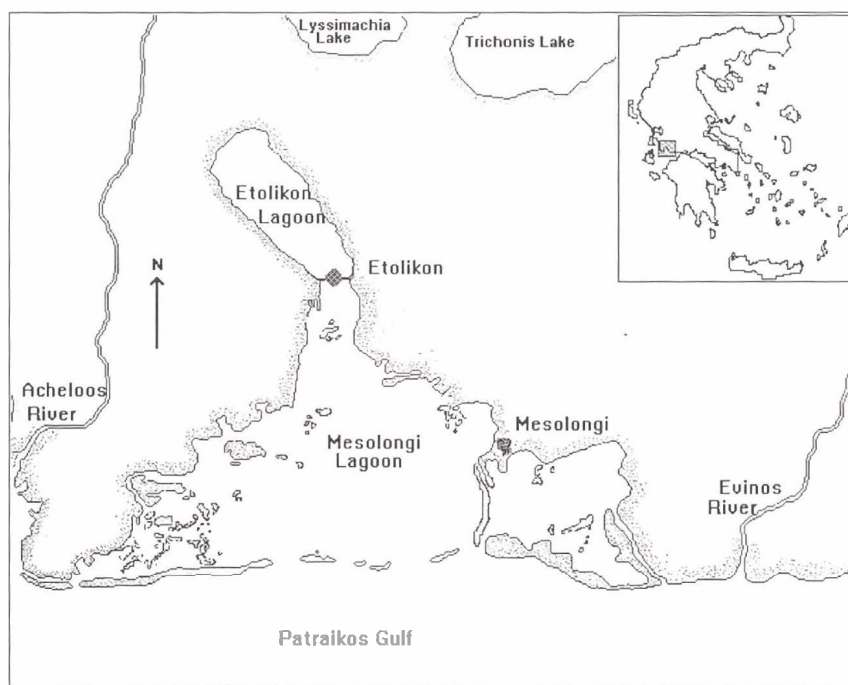 Lyssimachia
Lake
Trichonis Lake
Etolikon
Lagoon
Etolikon
N
Acheloos
River
Mesolongi
Mesolongi
Lagoon
Evinos
River
Patraikos Gulf